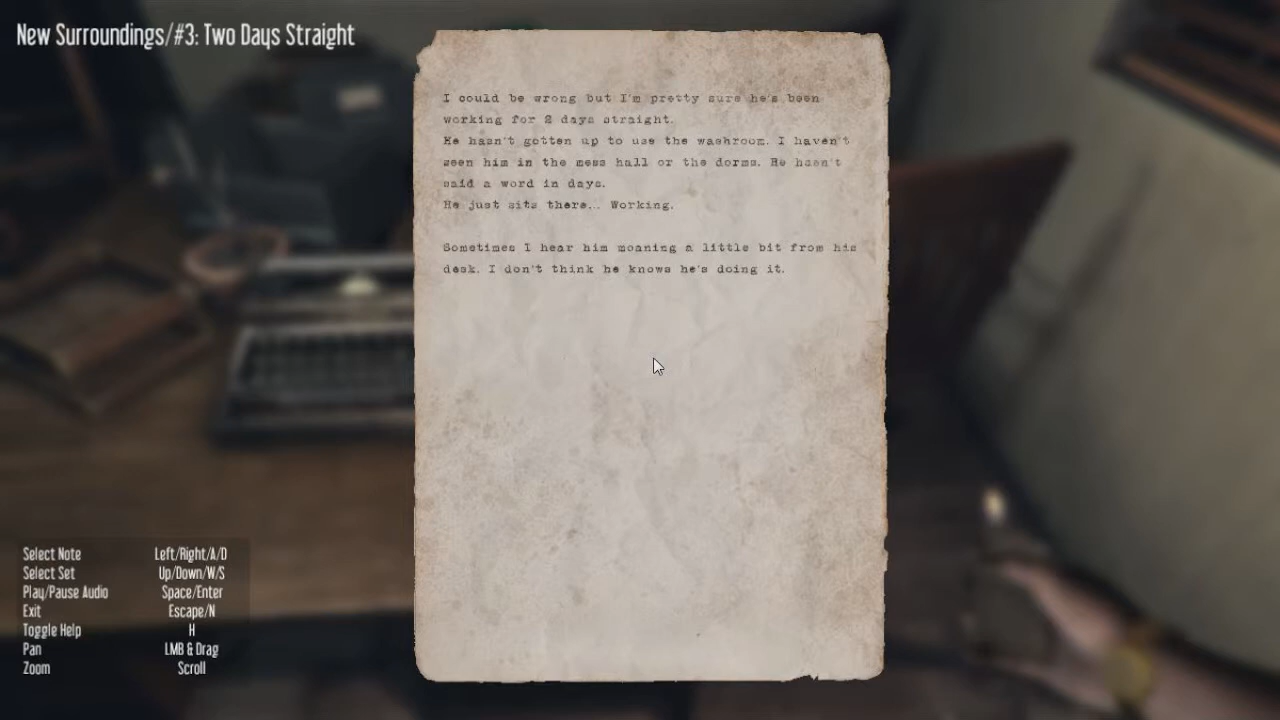 New Surroundings/#3: Two Days Straight
I could be wrong but I'm pretty sure he's been
working for 2 days straight.
He hasn't gotten up to use the washroom. I haven't
seen him in the mess hall or the dorms. He hasn't
said a word in days.
He just sits there... Working.
Sometimes I hear him moaning a little bit from his
desk. I don't think he knows he's doing it.
Select Note Left/Right/A/D
Select Set Up/Down/W/S
Play/Pause Audio Space/Enter
Exit Escape/N
Toggle Help H
Pan LMB & Drag
Zoom Scroll